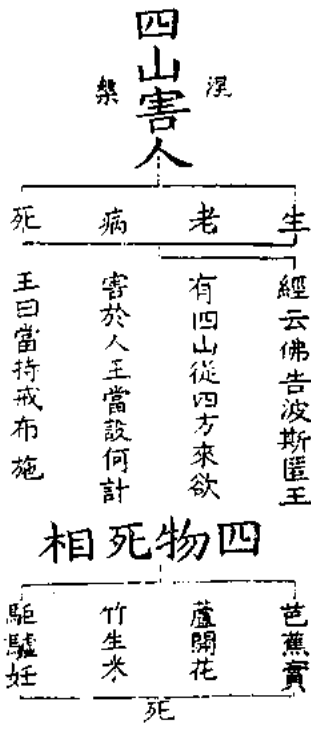 四山害人
涅槃
生
老
病
死
經云佛告波斯匿王
有四山從四方來欲
害於人王當設何計
王曰當持戒布施
四物死相
芭蕉實
蘆開花
竹生米
駏驉妊
死